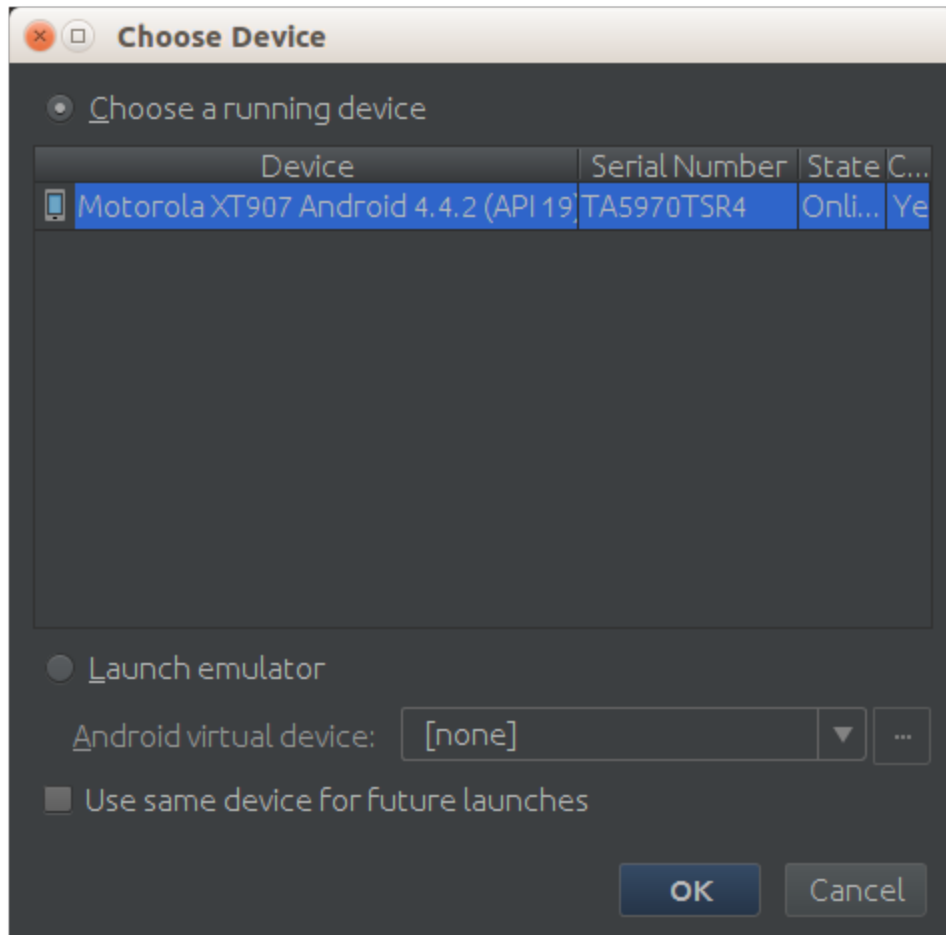 Choose Device
Choose a running device
Device Serial Number State C...
Motorola XT907 Android 4.4.2 (API 19) TA5970TSR4 Onli... Ye
Launch emulator
Android virtual device: [none] ...
Use same device for future launches
OK Cancel